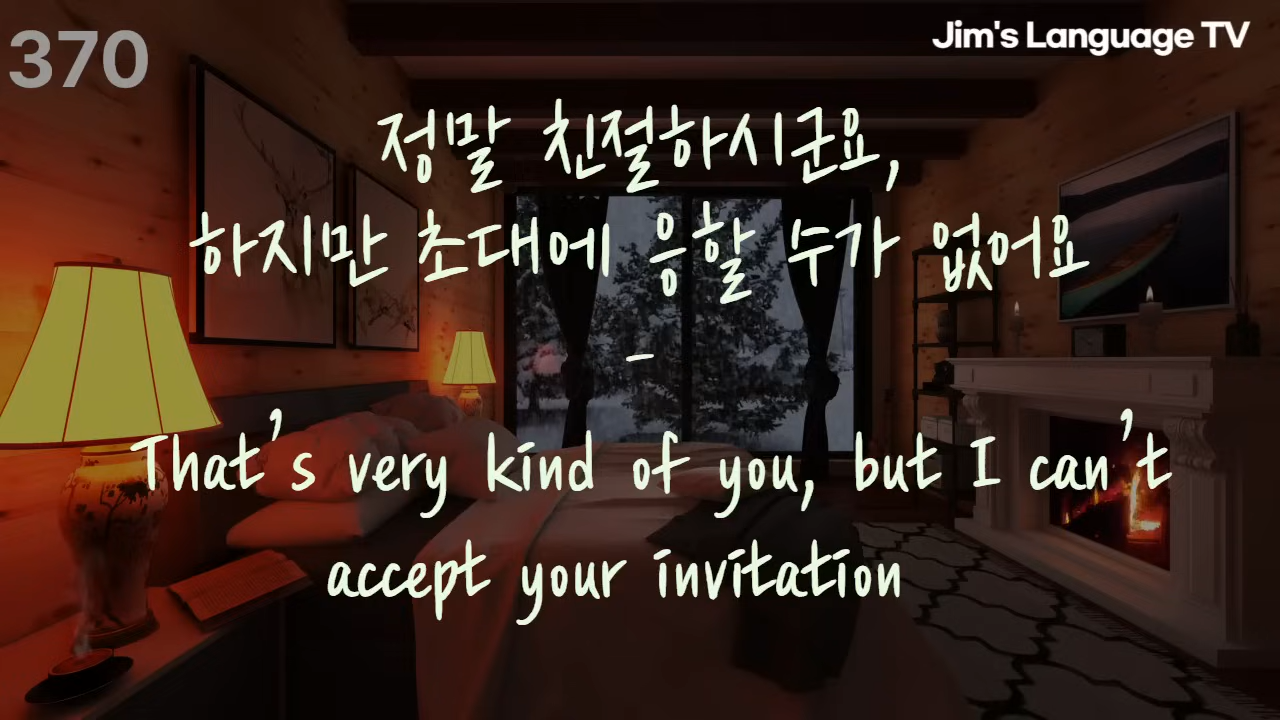 370
Jim's Language TV
정말 친절하시군요,
하지만 초대에 응할 수가 없어요
-
That's very kind of you, but I can't
accept your invitation